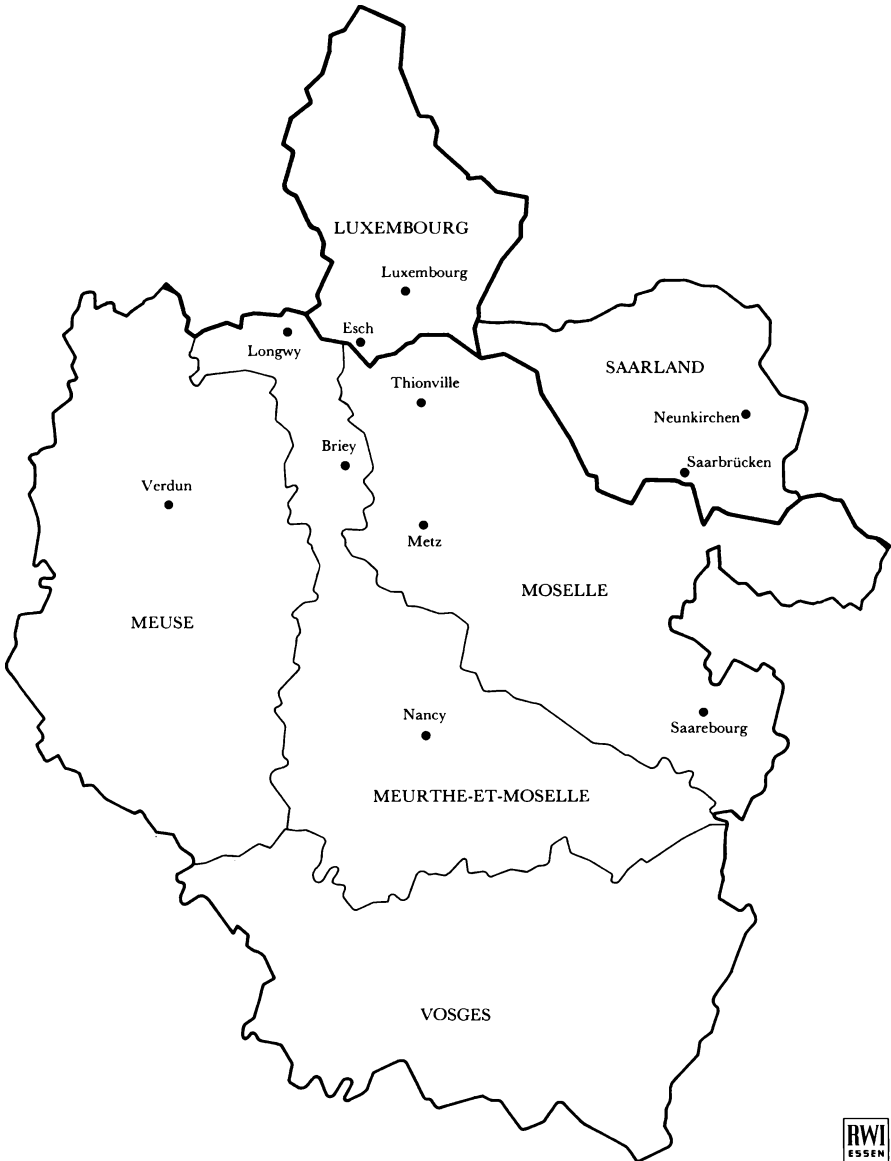 LUXEMBOURG
Luxembourg
Esch
Longwy
Thionville
SAARLAND
Neunkirchen
Briey
Saarbrücken
Verdun
Metz
MOSELLE
MEUSE
Nancy
Saarebourg
MEURTHE-ET-MOSELLE
VOSGES
RWI
ESSEN